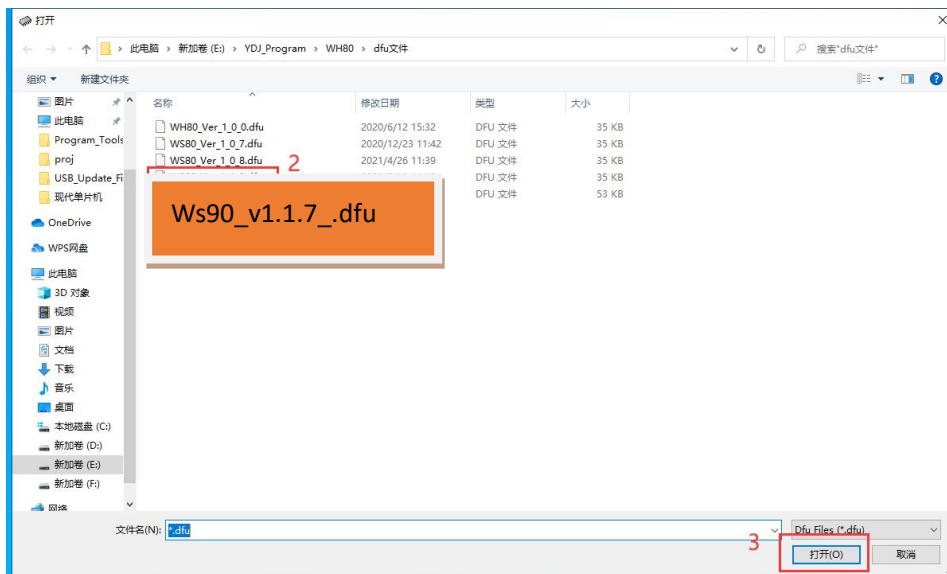 打开
此电脑 › 新加卷 (E:) › YDJ_Program › WH80 › dfu文件
搜索"dfu文件"
组织
新建文件夹
名称 修改日期 类型 大小
WH80_Ver_1_0_0.dfu 2020/6/12 15:32 DFU 文件 35 KB
WS80_Ver_1_0_7.dfu 2020/12/23 11:42 DFU 文件 35 KB
WS80_Ver_1_0_8.dfu 2021/4/26 11:39 DFU 文件 35 KB
DFU 文件 35 KB
DFU 文件 53 KB
2
Ws90_v1.1.7_.dfu
图片
此电脑
Program_Tools
proj
USB_Update_Fi
现代单片机
OneDrive
WPS网盘
此电脑
3D 对象
视频
图片
文档
下载
音乐
桌面
本地磁盘 (C:)
新加卷 (D:)
新加卷 (E:)
新加卷 (F:)
网络
文件名(N): *.dfu
Dfu Files (*.dfu)
3
打开(O)
取消